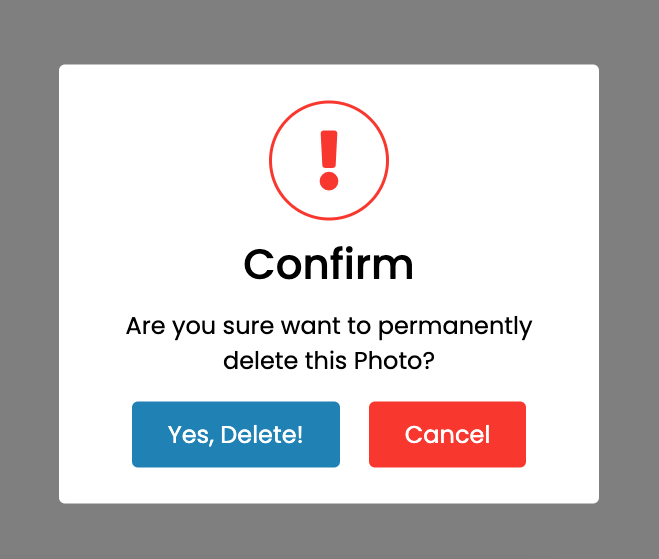 Confirm
Are you sure want to permanently
delete this Photo?
Yes, Delete! Cancel